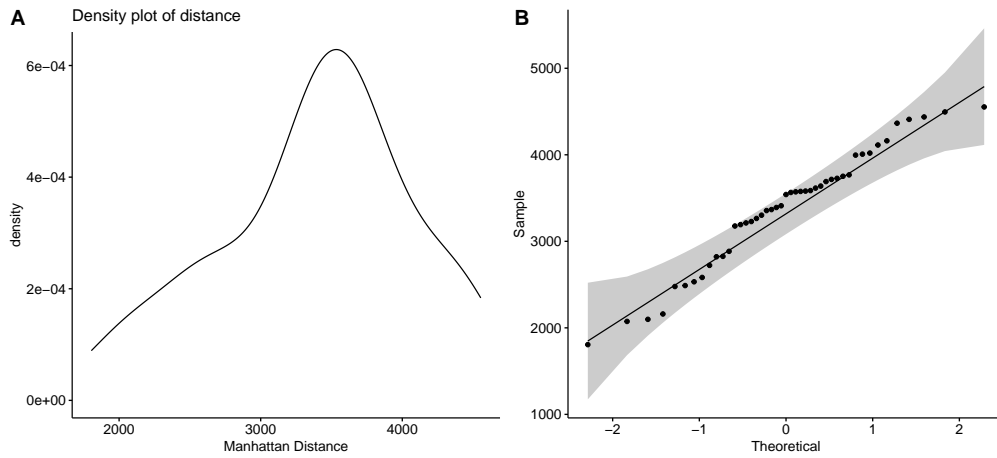 A
Density plot of distance
6e−04
4e−04
2e−04
0e+00
density
2000 3000 4000
Manhattan Distance
B
5000
4000
3000
2000
1000
Sample
−2 −1 0 1 2
Theoretical